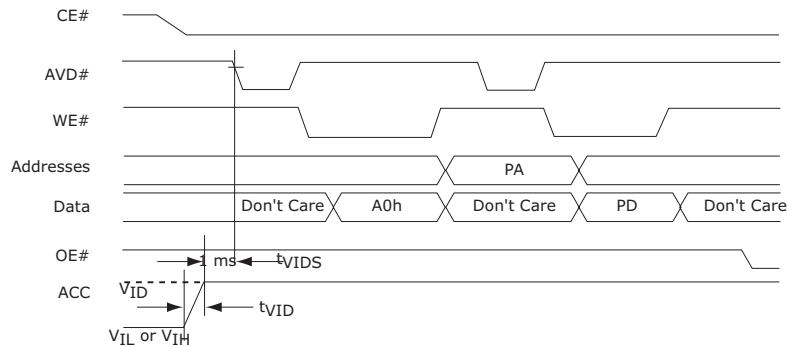 CE#
AVD#
WE#
Addresses PA
Data Don't Care A0h Don't Care PD Don't Care
OE# 1 ms tVIDS
ACC VID
tVID
VIL or VIH